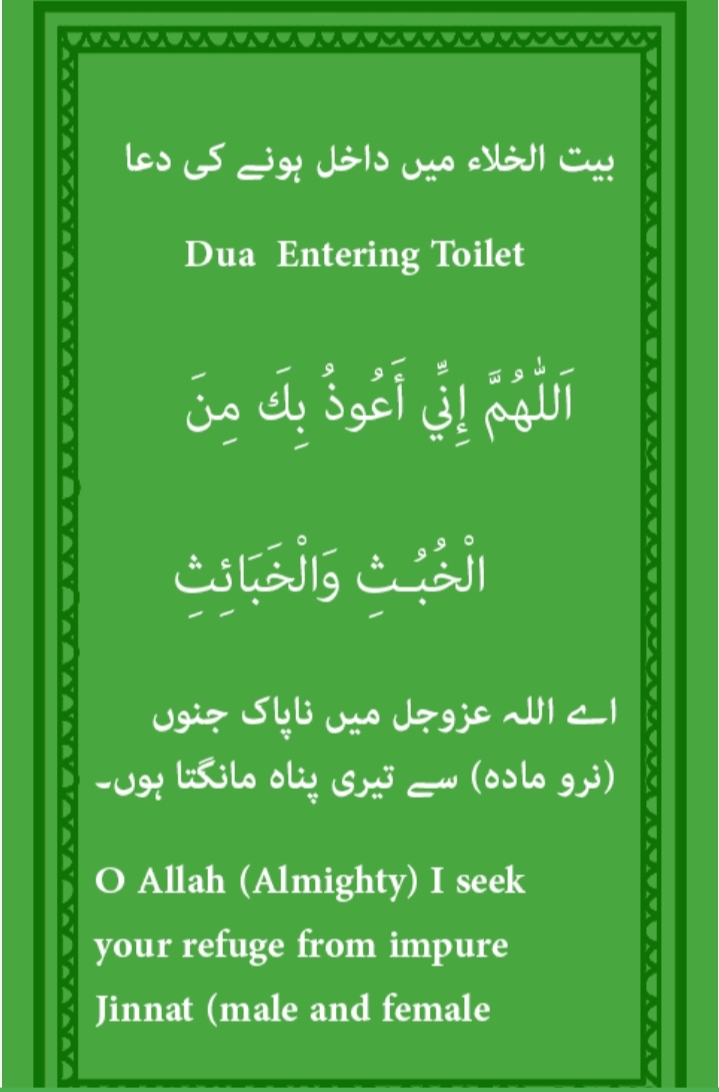 بیت الخلاء میں داخل ہونے کی دعا
Dua Entering Toilet
اَللّٰهُمَّ إِنِّي أَعُوذُ بِكَ مِنَ
الْخُبُـثِ وَالْخَبَائِثِ
اے اللہ عزوجل میں ناپاک جنوں
(نرو مادہ) سے تیری پناہ مانگتا ہوں۔
O Allah (Almighty) I seek
your refuge from impure
Jinnat (male and female